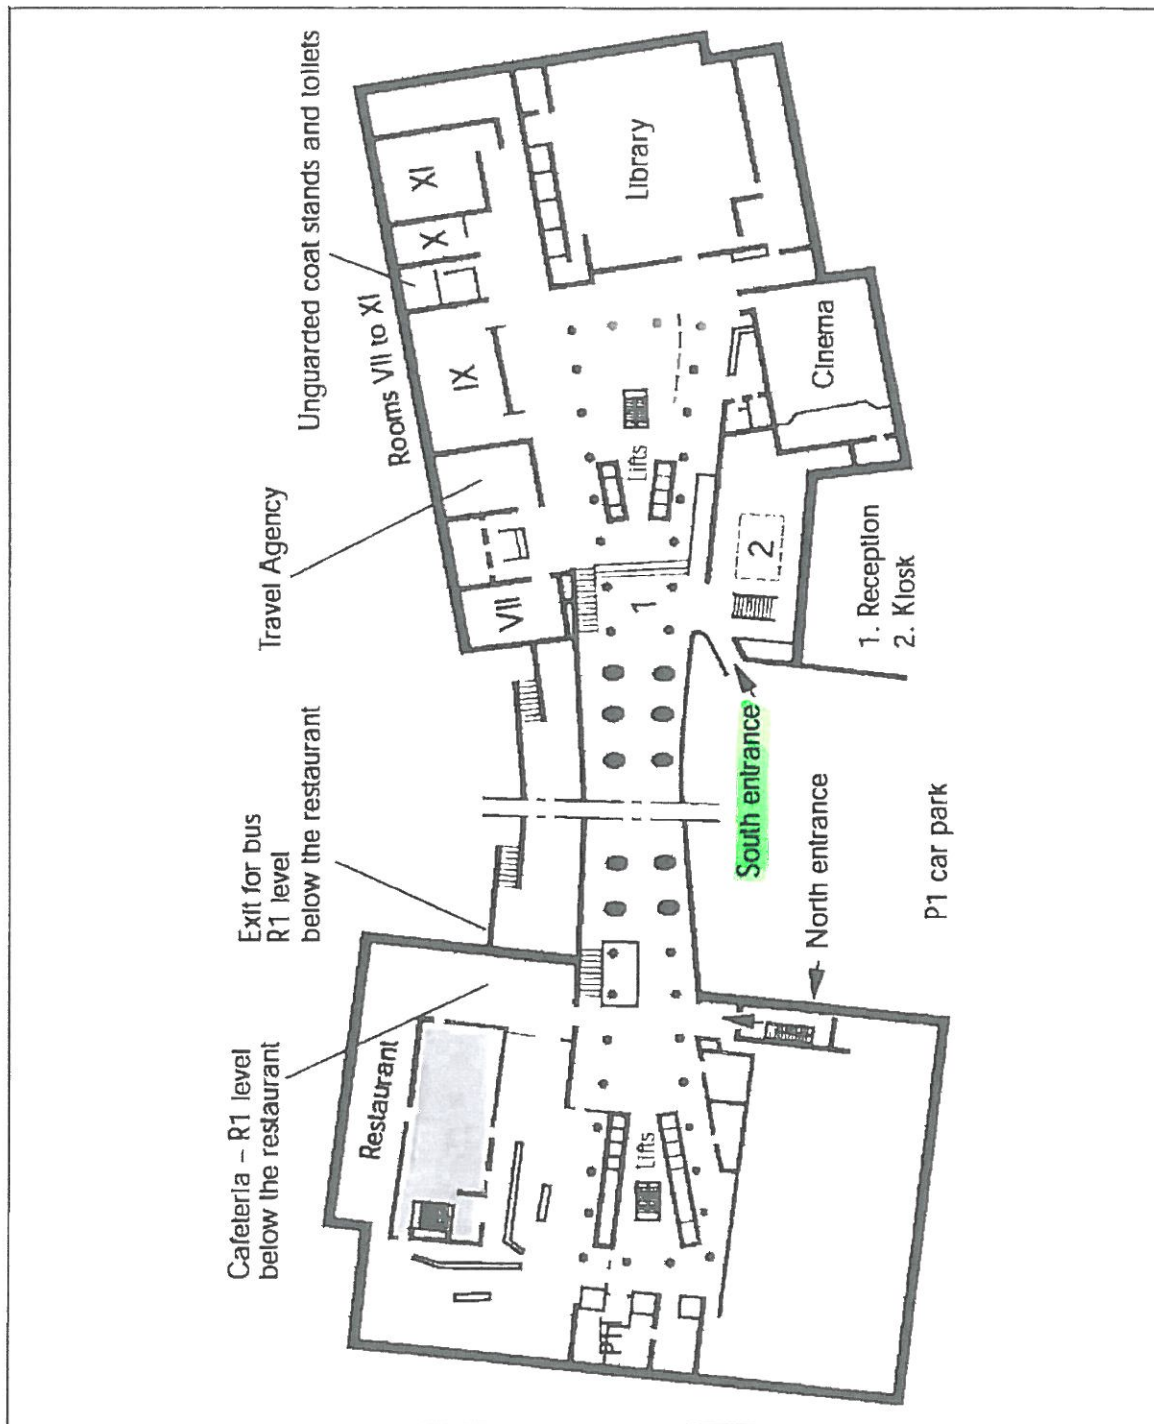 Cafeteria – R1 level
below the restaurant
Exit for bus
R1 level
below the restaurant
Travel Agency
Unguarded coat stands and toilets
Rooms VII to XI
Restaurant
VII
IX
X
XI
Library
PTT
Lifts
Lifts
1
2
Cinema
South entrance
North entrance
P1 car park
1. Reception
2. Kiosk